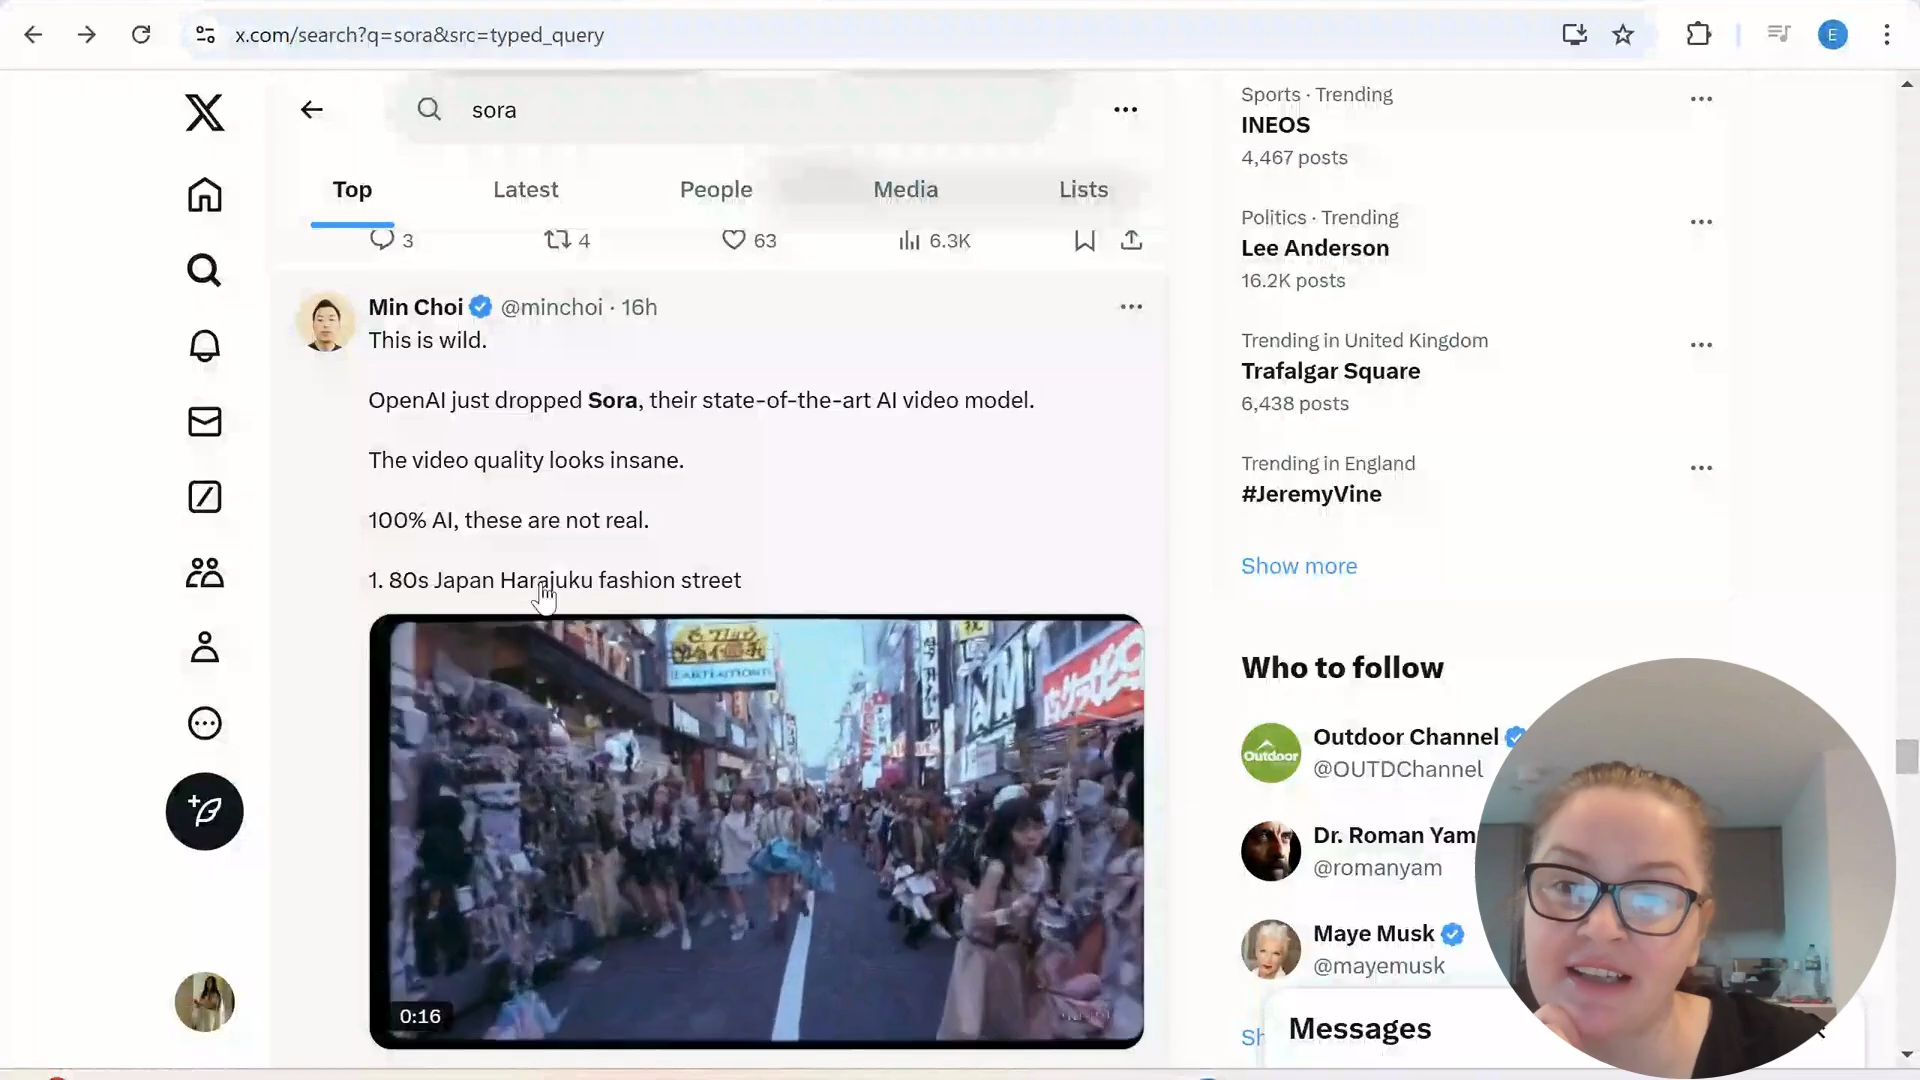 x.com/search?q=sora&src=typed_query
E
sora
Top
Latest
People
Media
Lists
3
4
63
6.3K
Min Choi @minchoi · 16h
This is wild.
OpenAI just dropped Sora, their state-of-the-art AI video model.
The video quality looks insane.
100% AI, these are not real.
1. 80s Japan Harajuku fashion street
0:16
Sports · Trending
INEOS
4,467 posts
Politics · Trending
Lee Anderson
16.2K posts
Trending in United Kingdom
Trafalgar Square
6,438 posts
Trending in England
#JeremyVine
Show more
Who to follow
Outdoor
Outdoor Channel
@OUTDChannel
Dr. Roman Yam
@romanyam
Maye Musk
@mayemusk
Sh
Messages